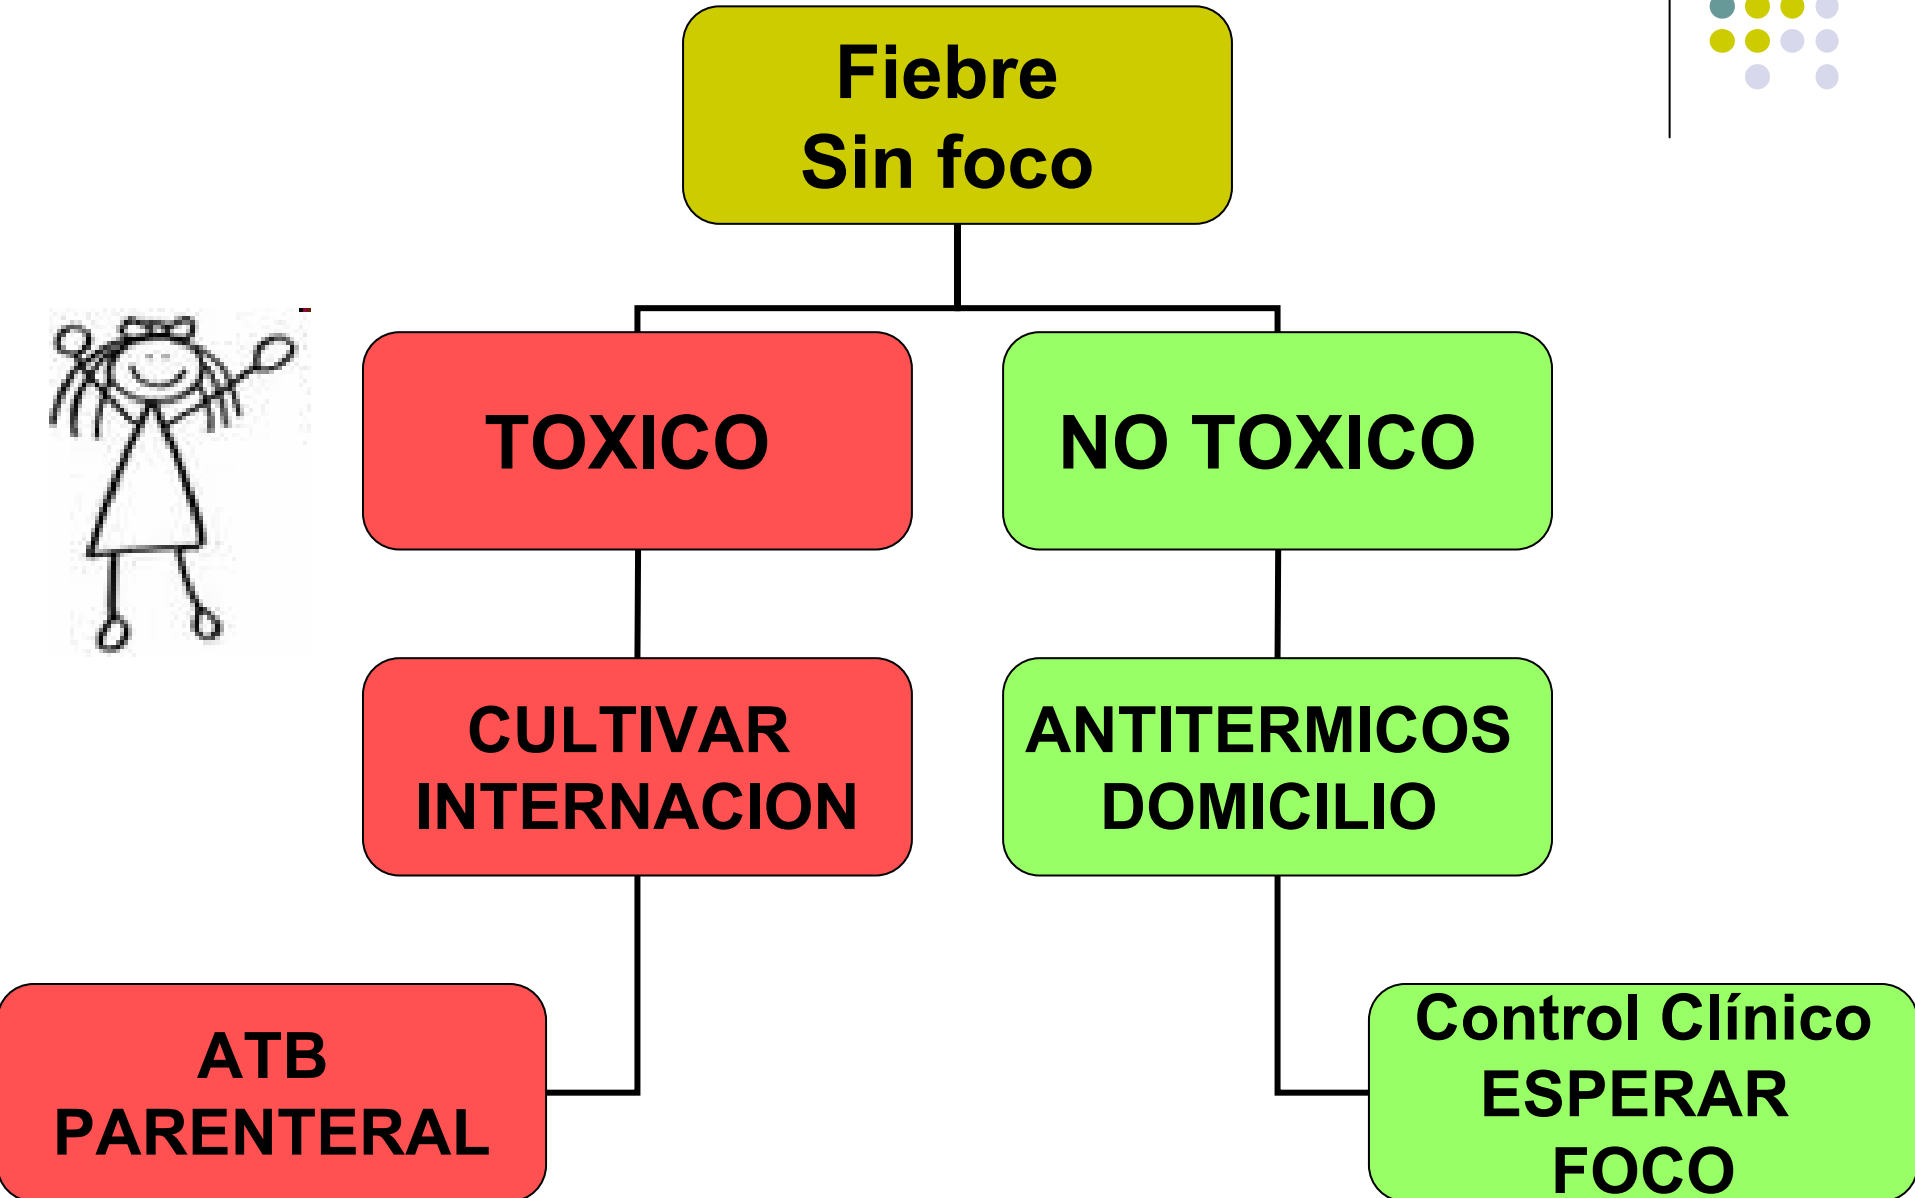 Fiebre
Sin foco
TOXICO
NO TOXICO
CULTIVAR
INTERNACION
ANTITERMICOS
DOMICILIO
ATB
PARENTERAL
Control Clínico
ESPERAR
FOCO